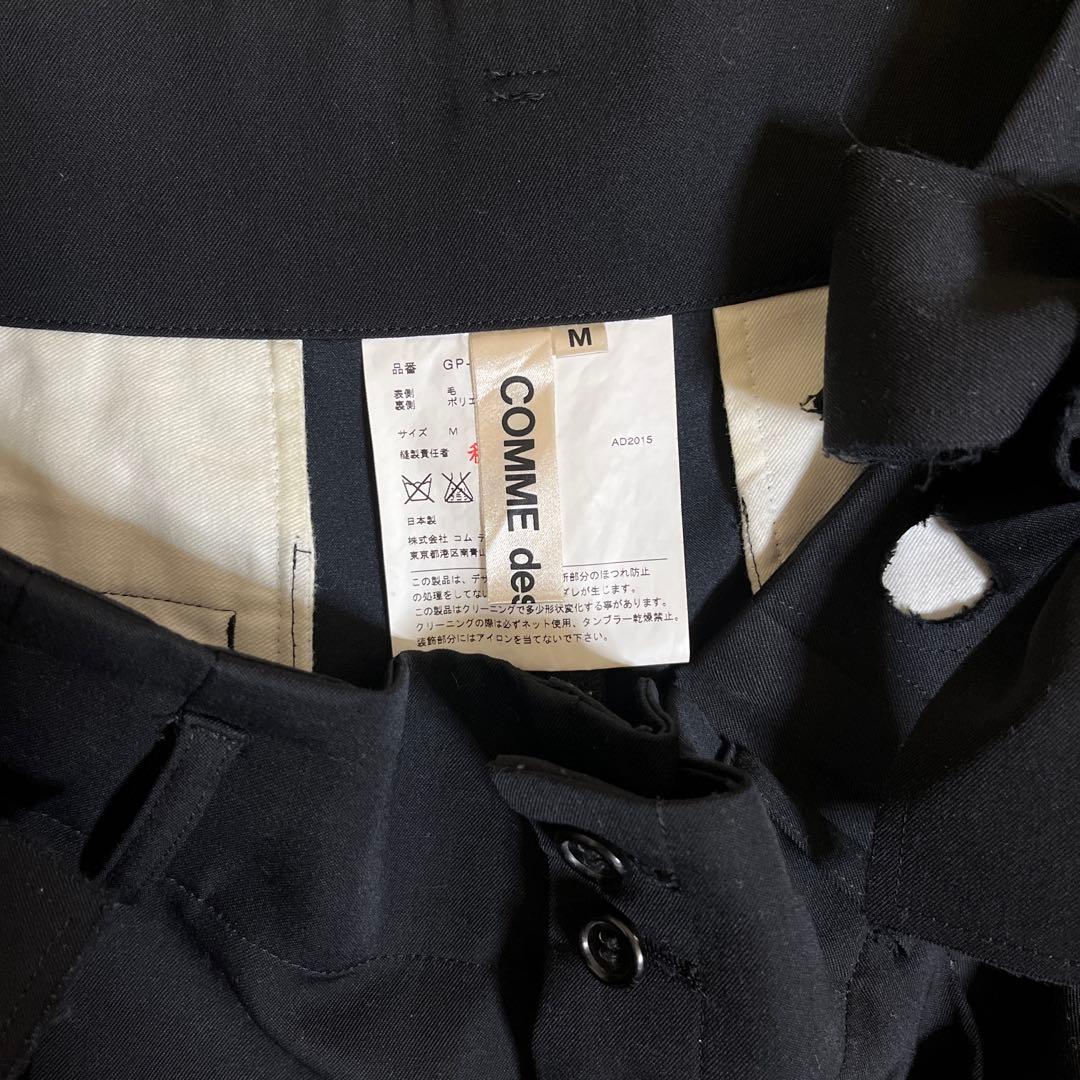 M
COMME des
品番 GP-
表側 毛
裏側 ポリエ
サイズ M
AD2015
縫製責任者
日本製
株式会社 コム デ
東京都港区南青山
この製品は、デザ 所部分のほつれ防止
の処理をしてな ダレが生じます。
この製品はクリーニングで多少形状変化する事があります。
クリーニングの際は必ずネット使用、タンブラー乾燥禁止。
装飾部分にはアイロンを当てないで下さい。